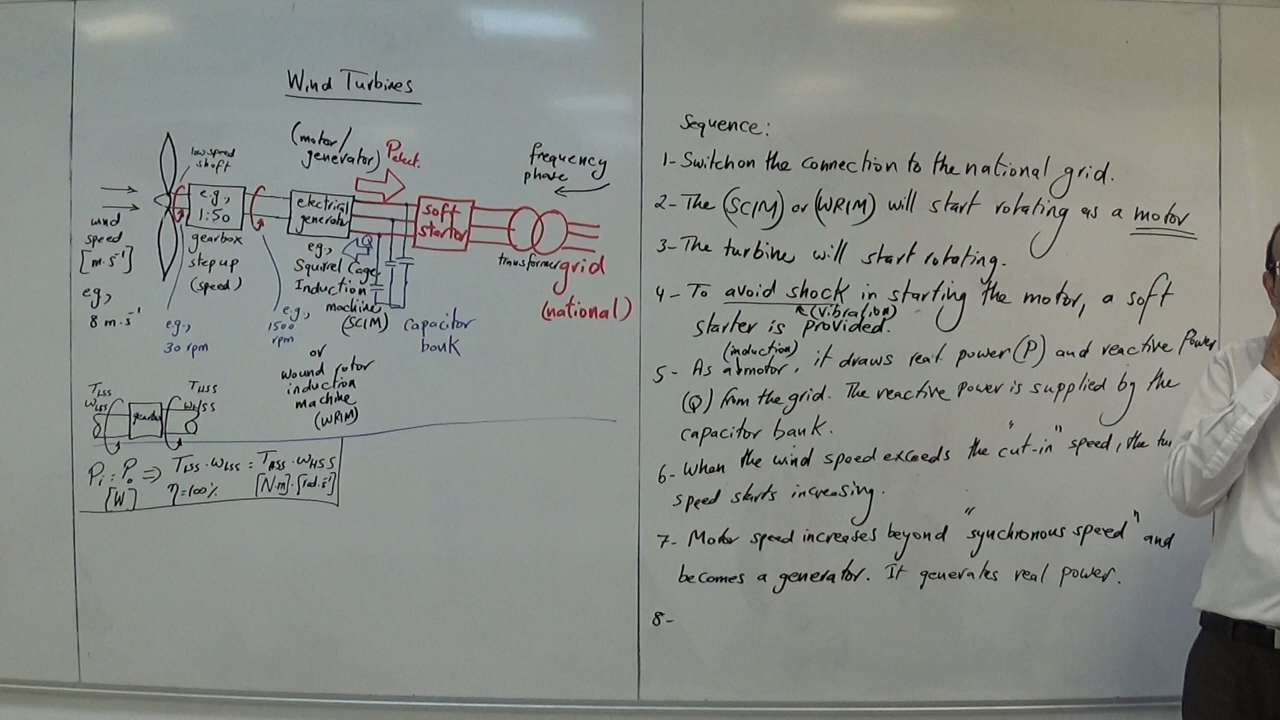 Wind Turbines
low speed
shaft
(motor/
generator)
Pelect.
frequency
phase
e.g,
1:50
electrical
generator
soft
startor
wind
speed
[m.s⁻¹]
eg,
8 m.s⁻¹
gearbox
step up
(speed)
eg.,
Q
Squirrel Cage
Induction
machine
(SCIM)
or
wound rotor
induction
machine
(WRIM)
transformer
grid
(national)
e.g.,
30 rpm
e.g.,
1500
rpm
capacitor
bank
TLSS
ωLSS
gearbox
THSS
ωHSS
Pi = Po ⇒ TLSS.ωLSS = THSS.ωHSS
[W] η=100% [N.m].[rad.s⁻¹]
Sequence:
1- Switch on the connection to the national grid.
2- The (SCIM) or (WRIM) will start rotating as a motor
3- The turbine will start rotating.
4- To avoid shock in starting the motor, a soft
(vibration)
starter is provided.
(induction)
5- As a motor, it draws real power (P) and reactive Power
(Q) from the grid. The reactive power is supplied by the
capacitor bank.
6- When the wind speed exceeds the "cut-in" speed, the
speed starts increasing.
7- Motor speed increases beyond "synchronous speed" and
becomes a generator. It generates real power.
8-